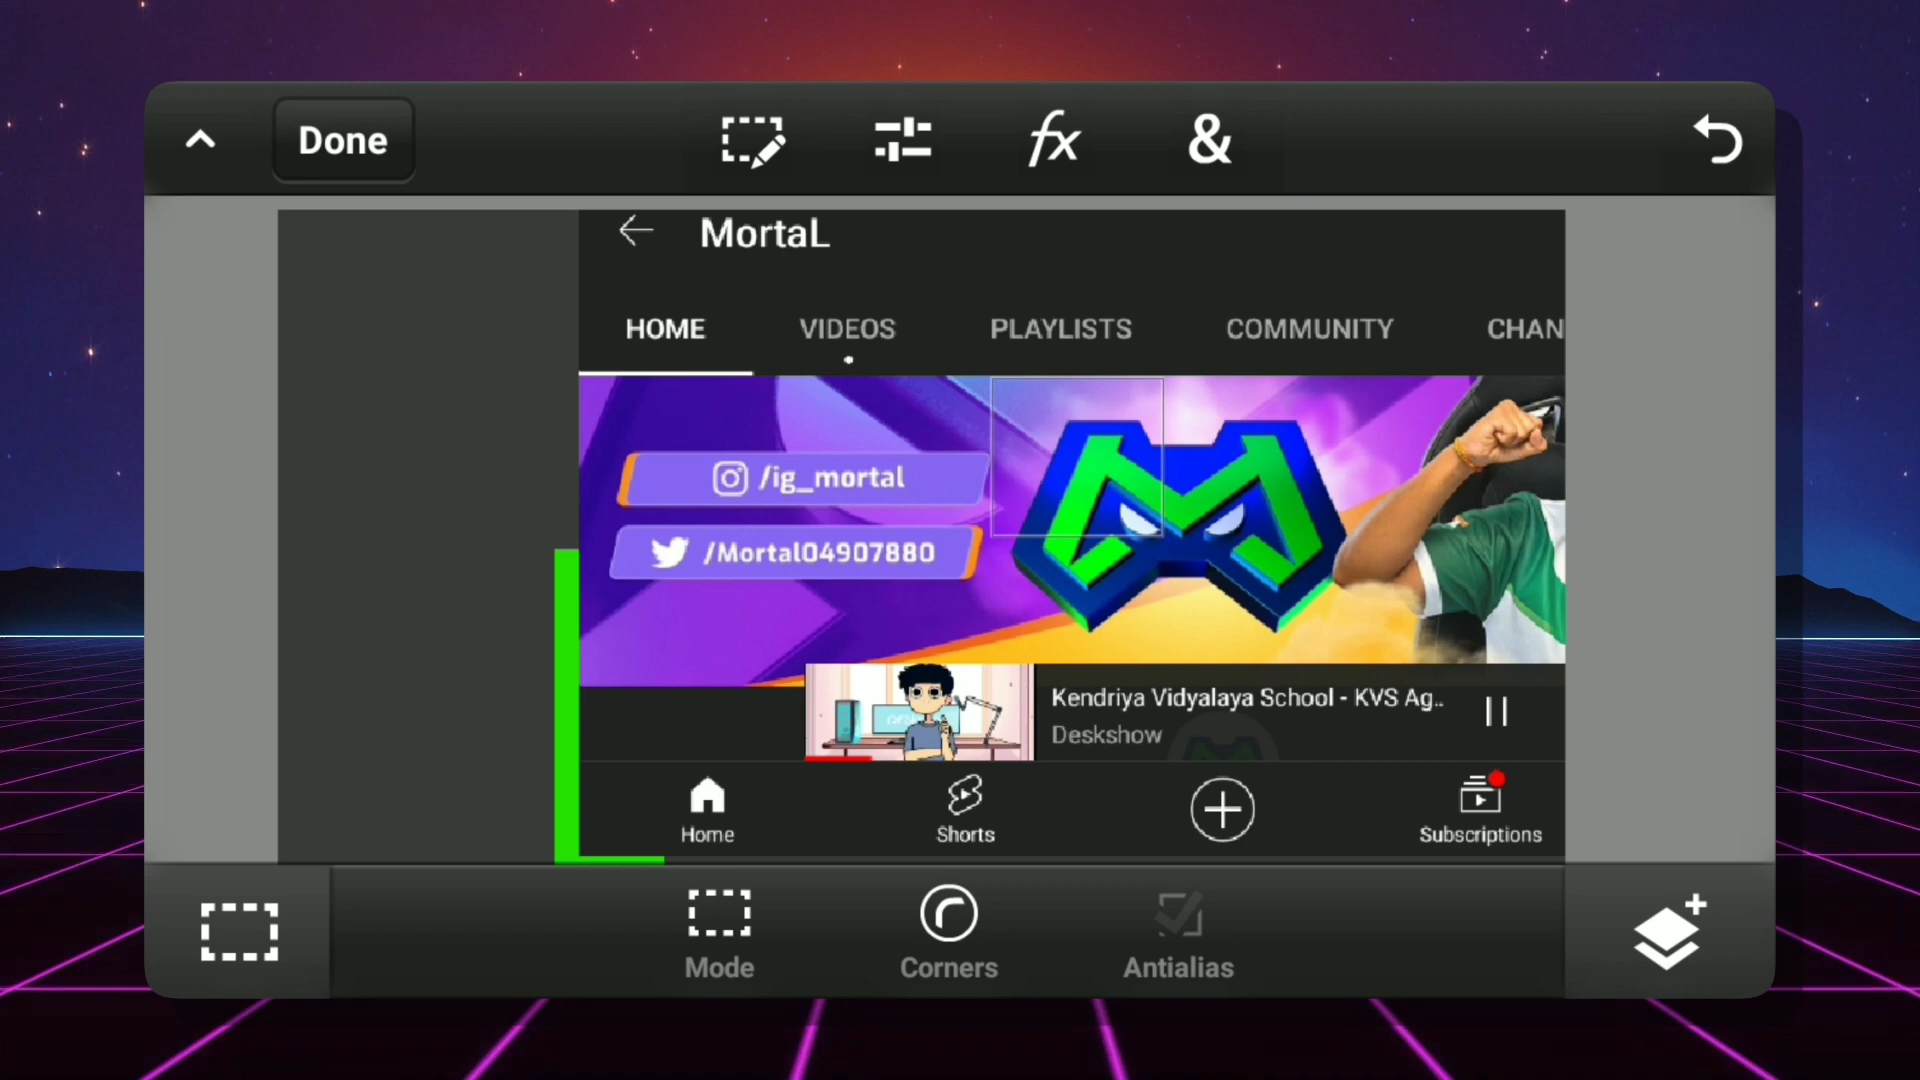 Done
fx
&
MortaL
HOME VIDEOS PLAYLISTS COMMUNITY CHAN
/ig_mortal
/Mortal04907880
Kendriya Vidyalaya School - KVS Ag..
Deskshow
Home Shorts Subscriptions
Mode Corners Antialias